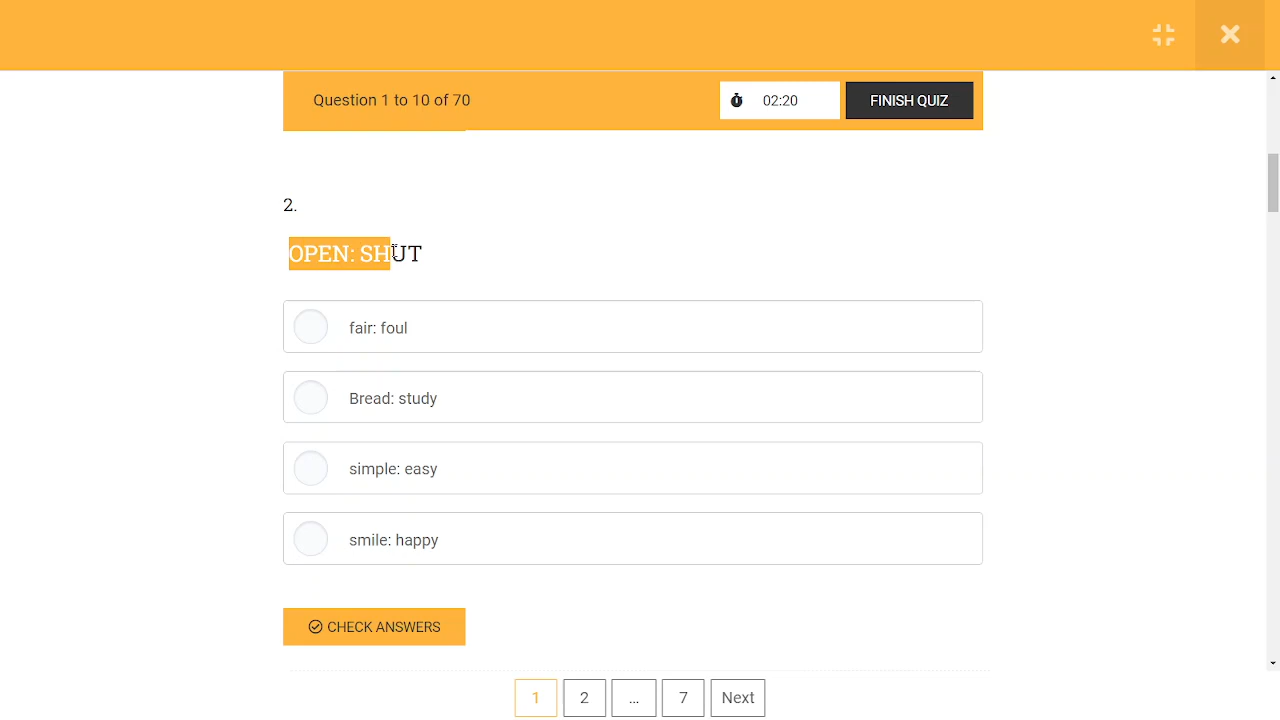 Question 1 to 10 of 70
02:20
FINISH QUIZ
2.
OPEN: SHUT
fair: foul
Bread: study
simple: easy
smile: happy
CHECK ANSWERS
1 2 ... 7 Next